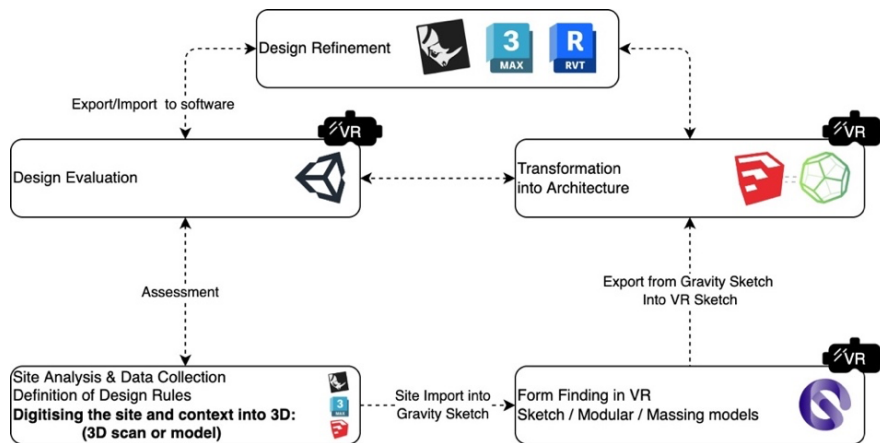 Design Refinement
3
MAX
R
RVT
Export/Import to software
VR
VR
Design Evaluation
Transformation
into Architecture
Assessment
Export from Gravity Sketch
Into VR Sketch
VR
Site Analysis & Data Collection
Definition of Design Rules
Digitising the site and context into 3D:
(3D scan or model)
3
MAX
Site Import into
Gravity Sketch
Form Finding in VR
Sketch / Modular / Massing models